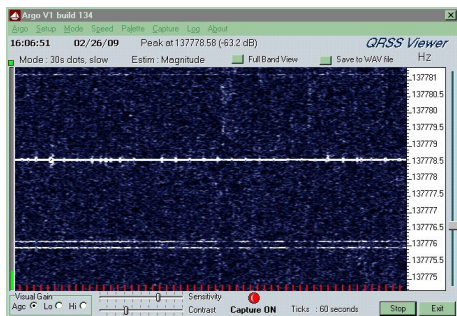 Argo V1 build 134
Argo Setup Mode Speed Palette Capture Log About
16:06:51 02/26/09 Peak at 137778.58 (-63.2 dB) QRSS Viewer
Mode : 30s dots, slow Estim : Magnitude Full Band View Save to WAV file Hz
137781
137780.5
137780
137779.5
137779
137778.5
137778
137777.5
137777
137776.5
137776
137775.5
137775
Visual Gain
Agc Lo Hi
Sensitivity
Contrast
Capture ON
Ticks : 60 seconds
Stop
Exit